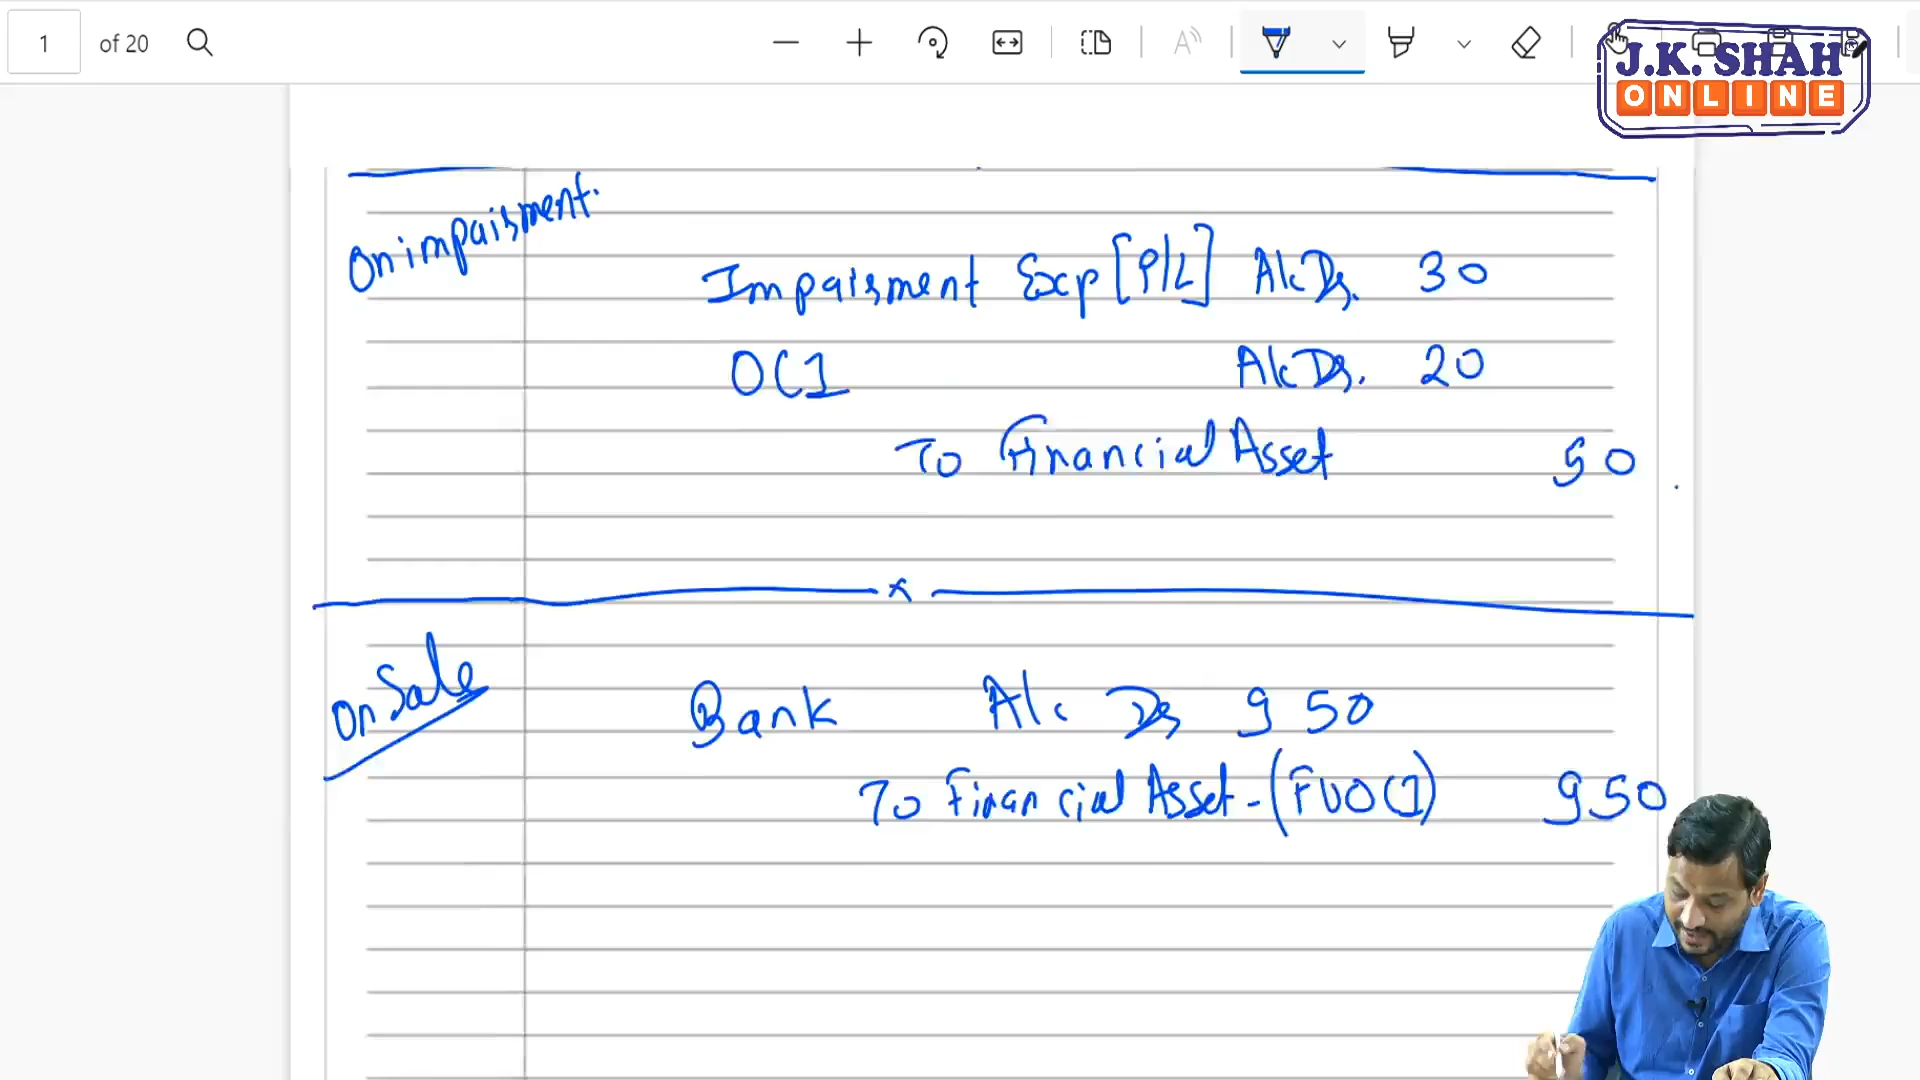 1 of 20
J.K. SHAH
ONLINE
On impairment.
Impairment Exp [P/L] A/c Dr. 30
OCI A/c Dr. 20
To Financial Asset 50
x
On Sale
Bank A/c Dr 950
To Financial Asset - (FVOCI) 950